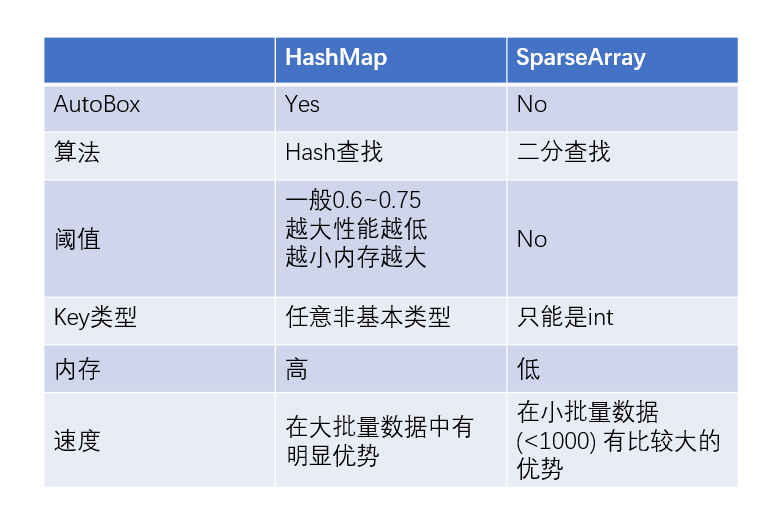 HashMap SparseArray
AutoBox Yes No
算法 Hash查找 二分查找
阈值 一般0.6~0.75 No
越大性能越低
越小内存越大
Key类型 任意非基本类型 只能是int
内存 高 低
速度 在大批量数据中有 在小批量数据
明显优势 (<1000) 有比较大的
优势